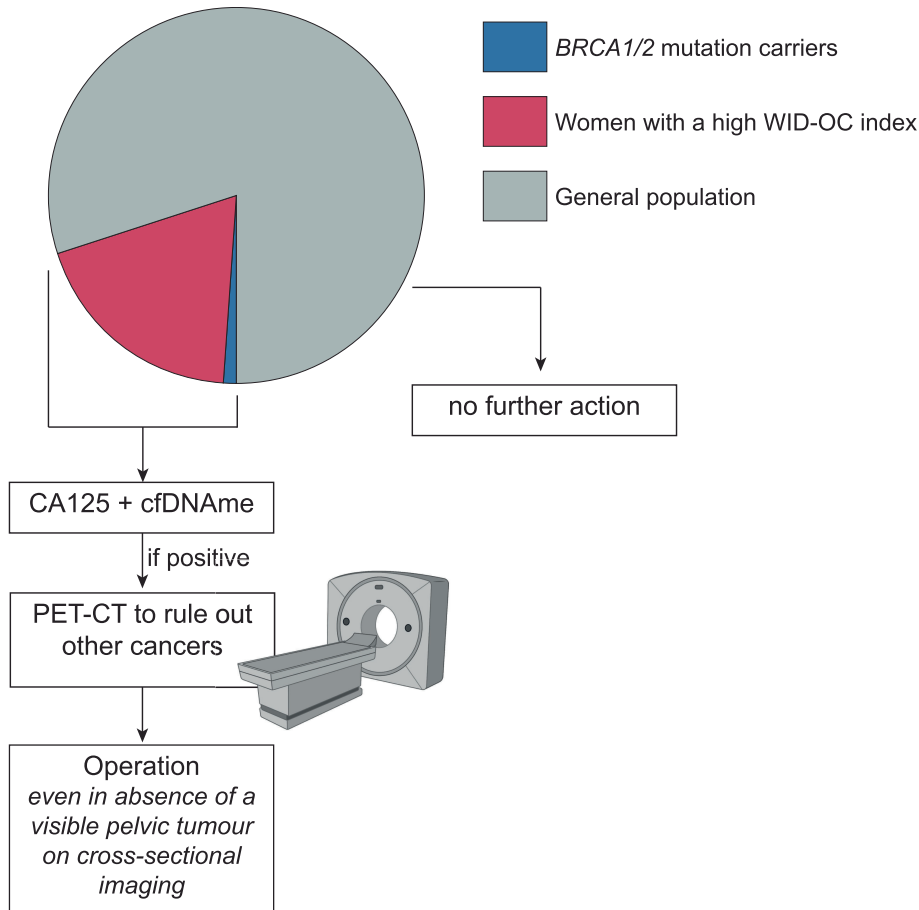 BRCA1/2 mutation carriers
Women with a high WID-OC index
General population
no further action
CA125 + cfDNAme
if positive
PET-CT to rule out
other cancers
Operation
even in absence of a
visible pelvic tumour
on cross-sectional
imaging